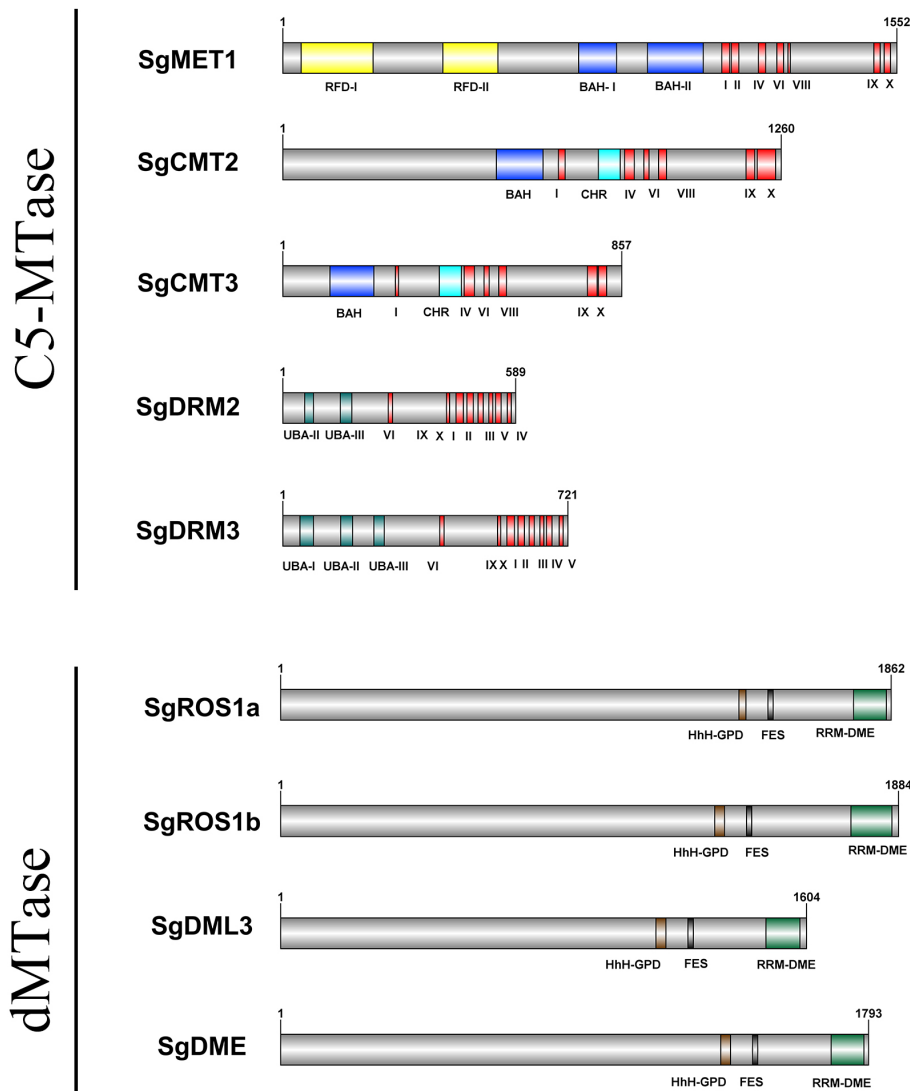 C5-MTase
1 1552
SgMET1
RFD-I RFD-II BAH- I BAH-II I II IV VI VIII IX X
1 1260
SgCMT2
BAH I CHR IV VI VIII IX X
1 857
SgCMT3
BAH I CHR IV VI VIII IX X
1 589
SgDRM2
UBA-II UBA-III VI IX X I II III V IV
1 721
SgDRM3
UBA-I UBA-II UBA-III VI IX X I II III IV V
dMTase
1 1862
SgROS1a
HhH-GPD FES RRM-DME
1 1884
SgROS1b
HhH-GPD FES RRM-DME
1 1604
SgDML3
HhH-GPD FES RRM-DME
1 1793
SgDME
HhH-GPD FES RRM-DME